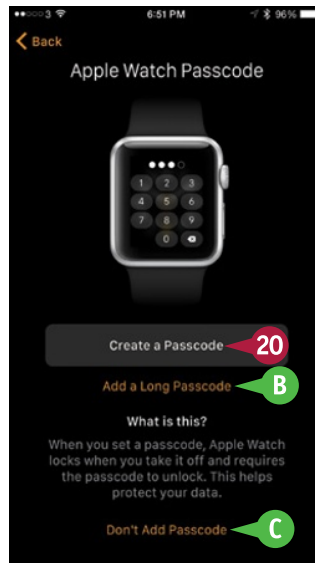 3 6:51 PM 96%
Back
Apple Watch Passcode
1 2 3
4 5 6
7 8 9
0
Create a Passcode 20
Add a Long Passcode B
What is this?
When you set a passcode, Apple Watch
locks when you take it off and requires
the passcode to unlock. This helps
protect your data.
Don't Add Passcode C